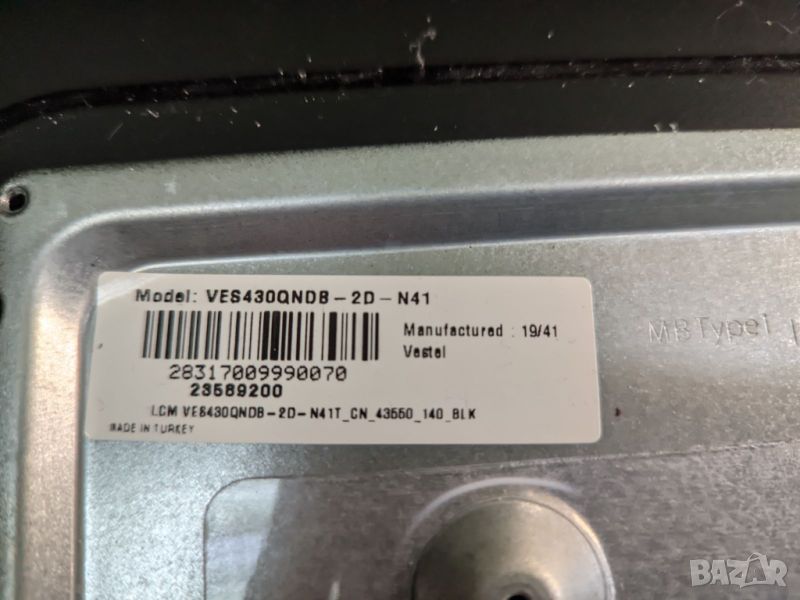 Model: VES430QNDB-2D-N41
Manufactured : 19/41
Vestel
28317009990070
23589200
LCM VES430QNDB-2D-N41T_CN_43550_140_BLK
MADE IN TURKEY
MBType1
BAZAR